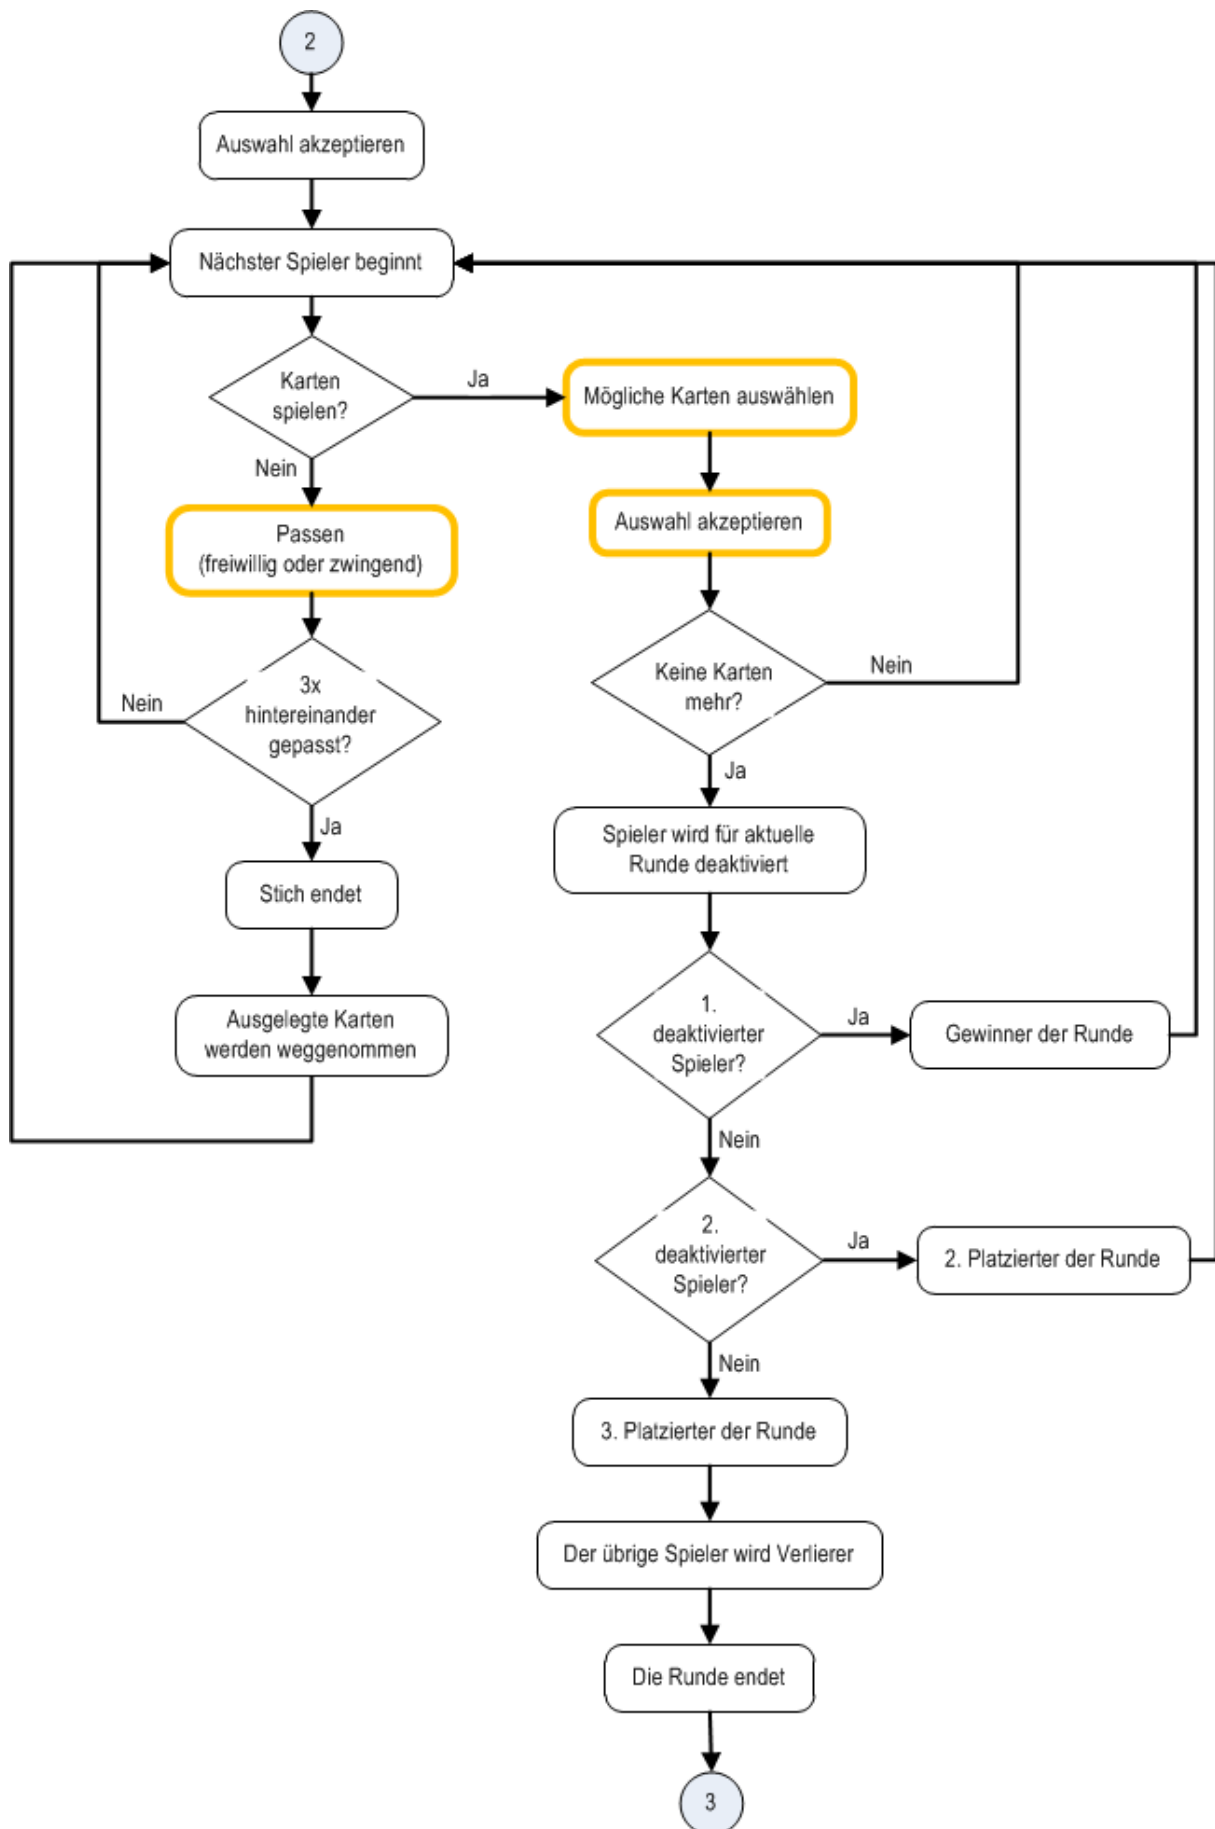 2
Auswahl akzeptieren
Nächster Spieler beginnt
Karten
spielen?
Ja
Mögliche Karten auswählen
Nein
Passen
(freiwillig oder zwingend)
Auswahl akzeptieren
3x
hintereinander
gepasst?
Nein
Keine Karten
mehr?
Nein
Ja
Ja
Stich endet
Spieler wird für aktuelle
Runde deaktiviert
Ausgelegte Karten
werden weggenommen
1.
deaktivierter
Spieler?
Ja
Gewinner der Runde
Nein
2.
deaktivierter
Spieler?
Ja
2. Platzierter der Runde
Nein
3. Platzierter der Runde
Der übrige Spieler wird Verlierer
Die Runde endet
3